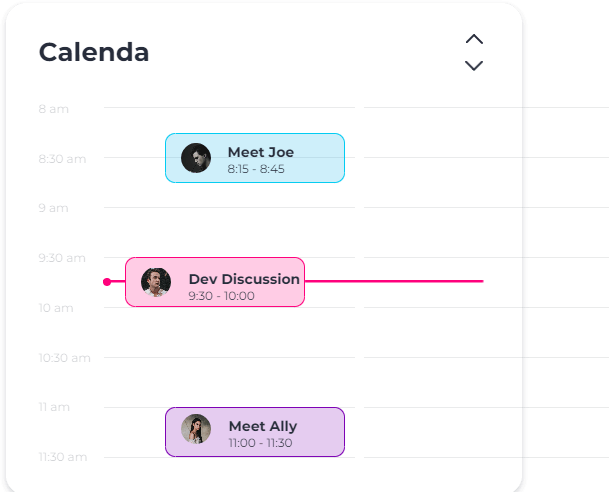 Calenda
8 am
Meet Joe
8:15 - 8:45
8:30 am
9 am
9:30 am
Dev Discussion
9:30 - 10:00
10 am
10:30 am
11 am
Meet Ally
11:00 - 11:30
11:30 am